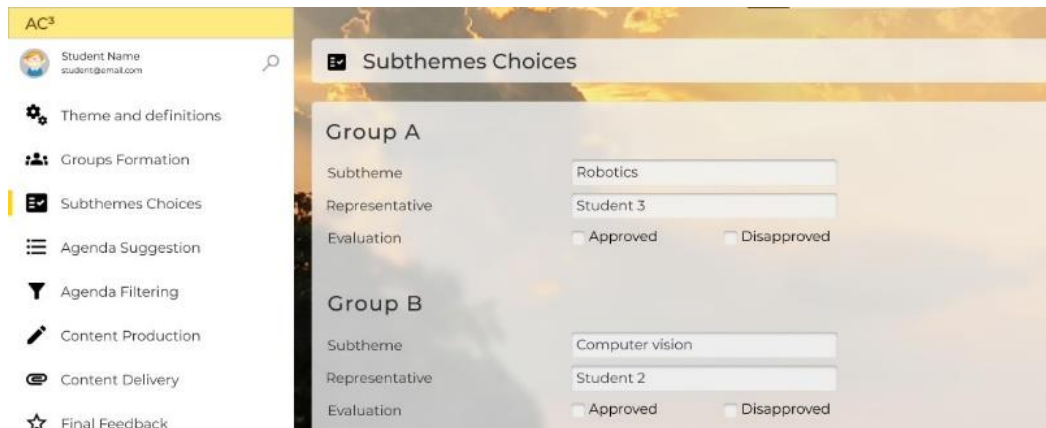 AC³
Student Name
student@email.com
Theme and definitions
Groups Formation
Subthemes Choices
Agenda Suggestion
Agenda Filtering
Content Production
Content Delivery
Final Feedback
Subthemes Choices
Group A
Subtheme Robotics
Representative Student 3
Evaluation Approved Disapproved
Group B
Subtheme Computer vision
Representative Student 2
Evaluation Approved Disapproved